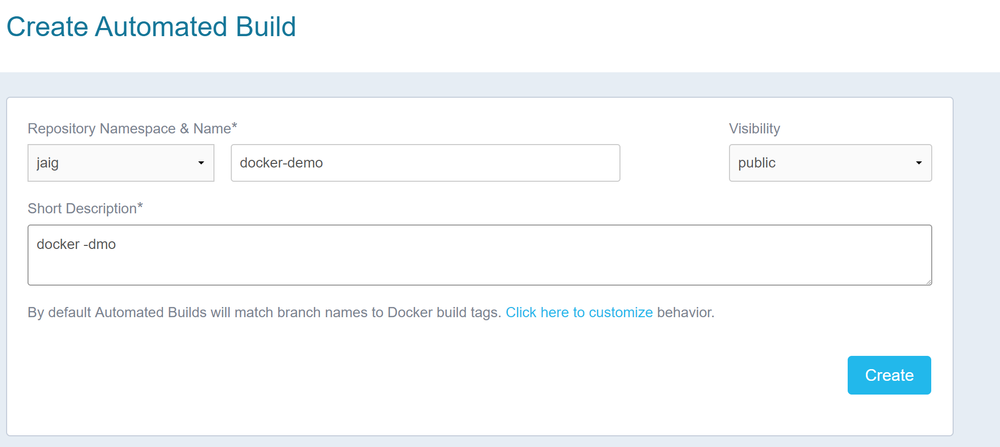 Create Automated Build
Repository Namespace & Name* Visibility
jaig docker-demo public
Short Description*
docker -dmo
By default Automated Builds will match branch names to Docker build tags. Click here to customize behavior.
Create